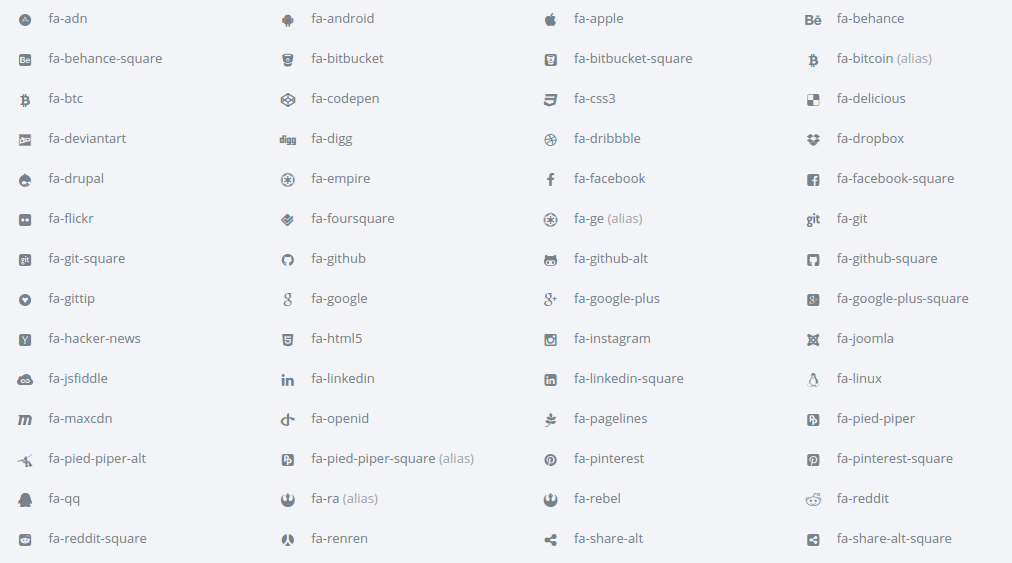 fa-adn fa-android fa-apple Bē fa-behance
Bē fa-behance-square fa-bitbucket fa-bitbucket-square fa-bitcoin (alias)
fa-btc fa-codepen fa-css3 fa-delicious
fa-deviantart digg fa-digg fa-dribbble fa-dropbox
fa-drupal fa-empire fa-facebook fa-facebook-square
fa-flickr fa-foursquare fa-ge (alias) git fa-git
git fa-git-square fa-github fa-github-alt fa-github-square
fa-gittip fa-google fa-google-plus fa-google-plus-square
Y fa-hacker-news fa-html5 fa-instagram fa-joomla
fa-jsfiddle in fa-linkedin in fa-linkedin-square fa-linux
m fa-maxcdn fa-openid fa-pagelines fa-pied-piper
fa-pied-piper-alt fa-pied-piper-square (alias) fa-pinterest fa-pinterest-square
fa-qq fa-ra (alias) fa-rebel fa-reddit
fa-reddit-square fa-renren fa-share-alt fa-share-alt-square